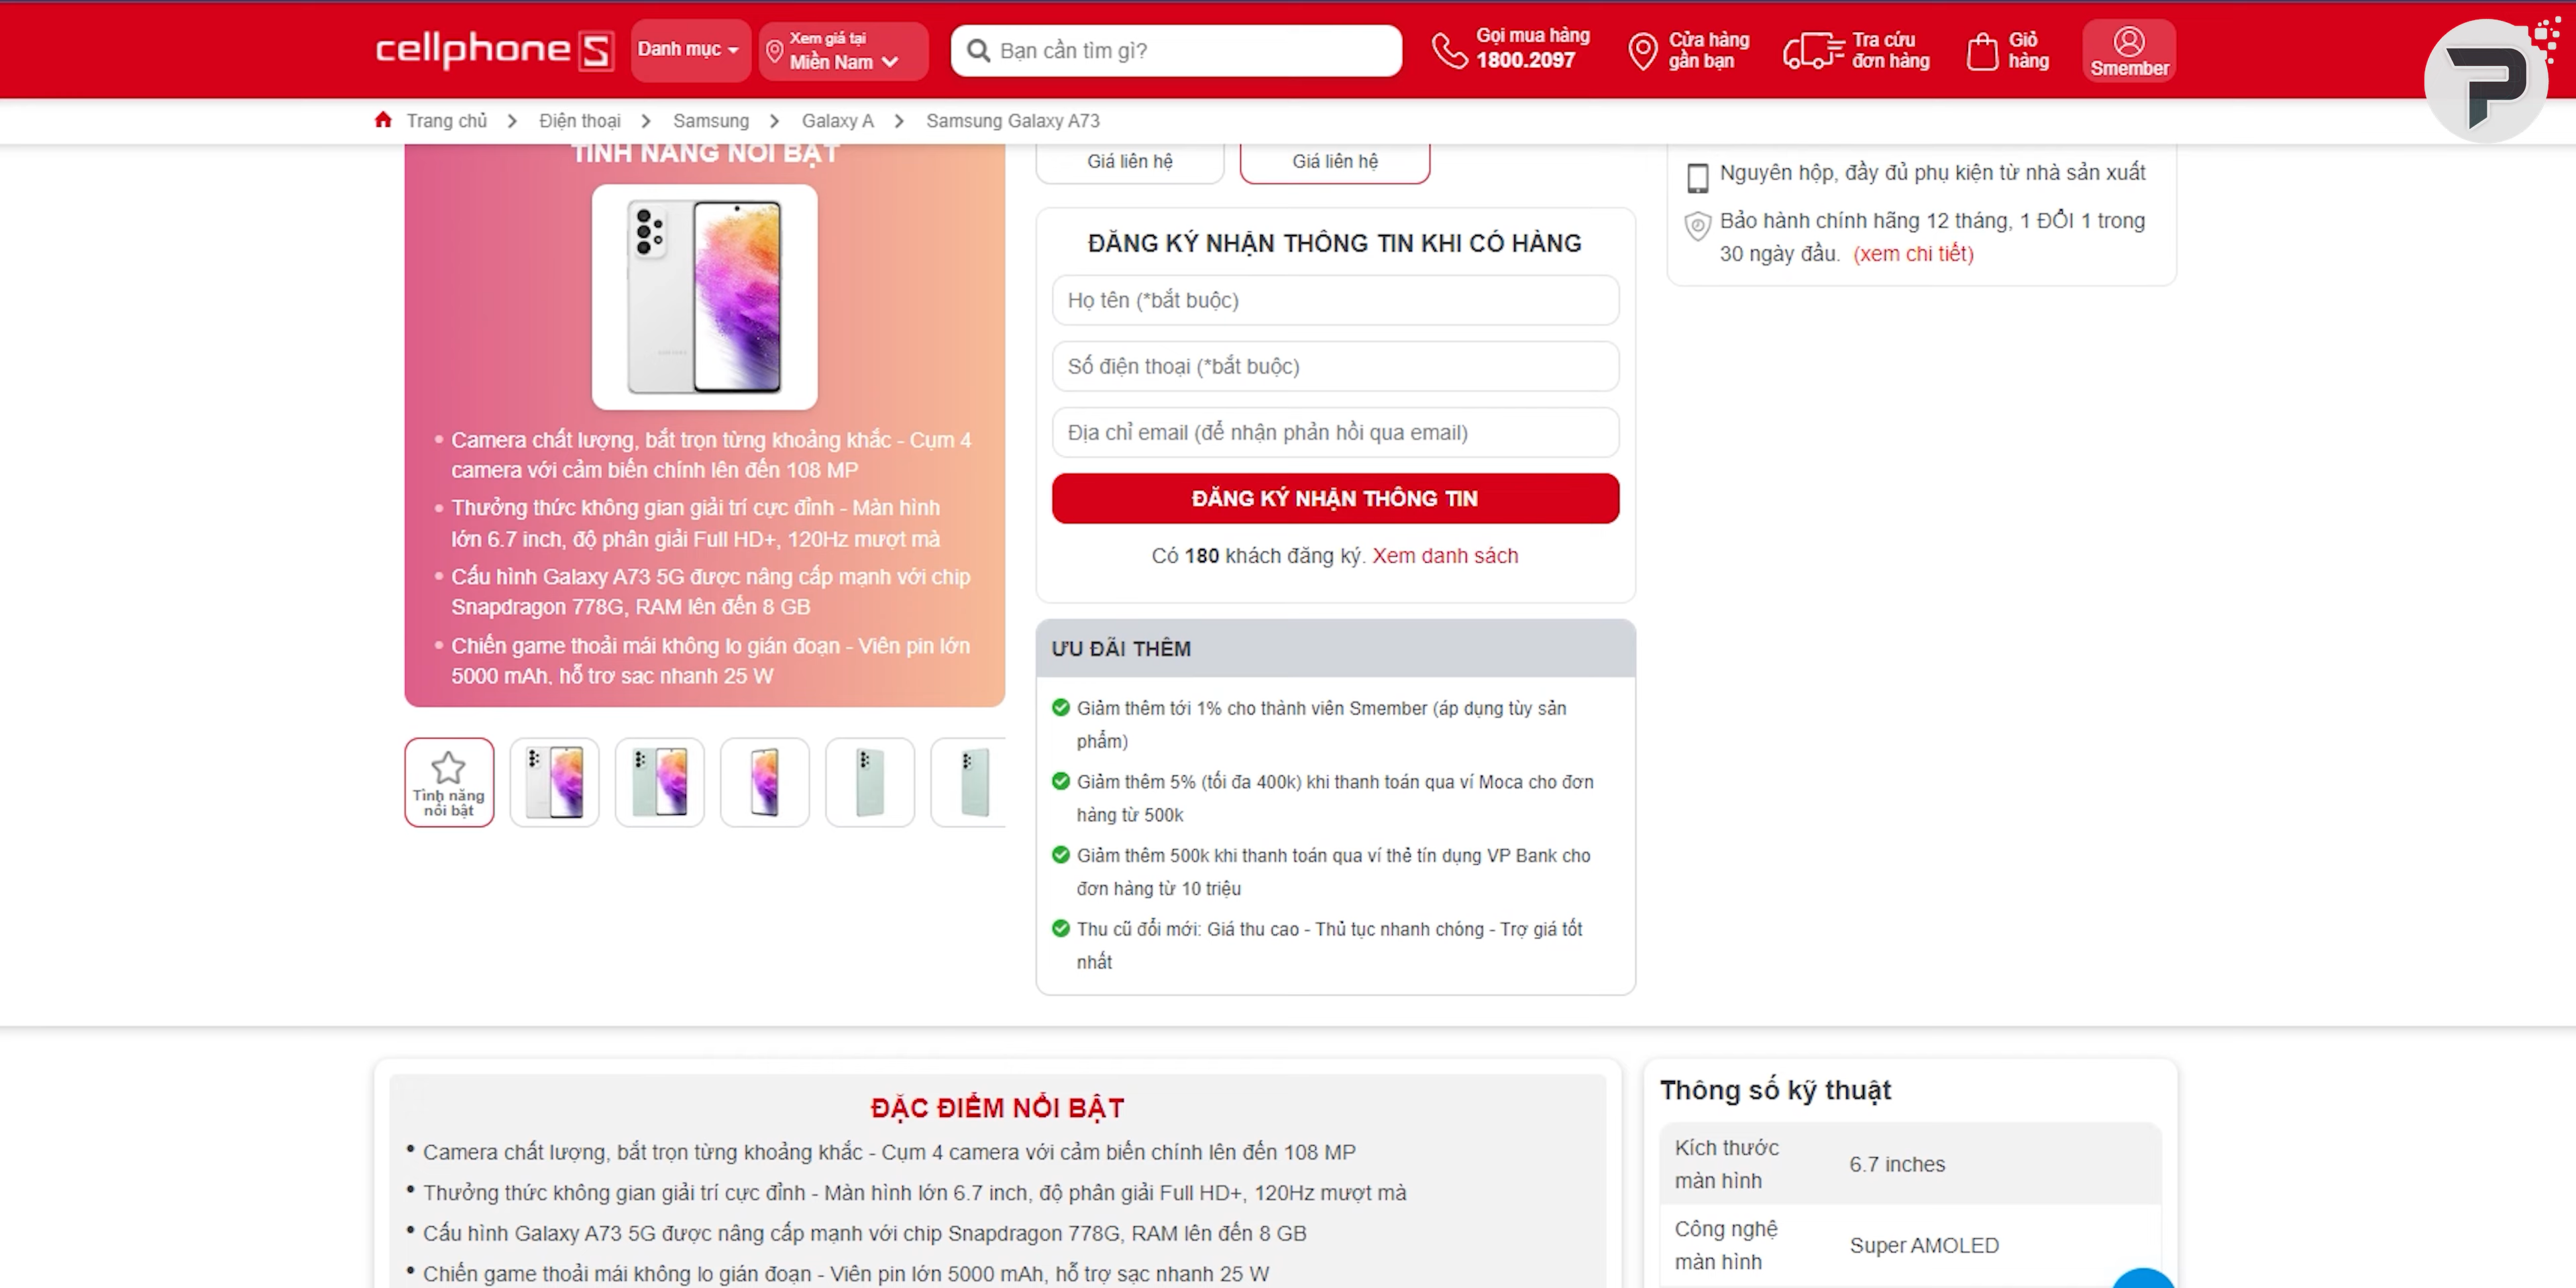 cellphoneS
Danh mục
Xem giá tại
Miền Nam
Bạn cần tìm gì?
Gọi mua hàng
1800.2097
Cửa hàng
gần bạn
Tra cứu
đơn hàng
Giỏ
hàng
Smember
P
Trang chủ > Điện thoại > Samsung > Galaxy A > Samsung Galaxy A73
TÍNH NĂNG NỔI BẬT
Camera chất lượng, bắt trọn từng khoảng khắc - Cụm 4
camera với cảm biến chính lên đến 108 MP
Thưởng thức không gian giải trí cực đỉnh - Màn hình
lớn 6.7 inch, độ phân giải Full HD+, 120Hz mượt mà
Cấu hình Galaxy A73 5G được nâng cấp mạnh với chip
Snapdragon 778G, RAM lên đến 8 GB
Chiến game thoải mái không lo gián đoạn - Viên pin lớn
5000 mAh, hỗ trợ sạc nhanh 25 W
Tính năng
nổi bật
Giá liên hệ
Giá liên hệ
ĐĂNG KÝ NHẬN THÔNG TIN KHI CÓ HÀNG
Họ tên (*bắt buộc)
Số điện thoại (*bắt buộc)
Địa chỉ email (để nhận phản hồi qua email)
ĐĂNG KÝ NHẬN THÔNG TIN
Có 180 khách đăng ký. Xem danh sách
ƯU ĐÃI THÊM
Giảm thêm tới 1% cho thành viên Smember (áp dụng tùy sản
phẩm)
Giảm thêm 5% (tối đa 400k) khi thanh toán qua ví Moca cho đơn
hàng từ 500k
Giảm thêm 500k khi thanh toán qua ví thẻ tín dụng VP Bank cho
đơn hàng từ 10 triệu
Thu cũ đổi mới: Giá thu cao - Thủ tục nhanh chóng - Trợ giá tốt
nhất
Nguyên hộp, đầy đủ phụ kiện từ nhà sản xuất
Bảo hành chính hãng 12 tháng, 1 ĐỔI 1 trong
30 ngày đầu. (xem chi tiết)
ĐẶC ĐIỂM NỔI BẬT
Camera chất lượng, bắt trọn từng khoảng khắc - Cụm 4 camera với cảm biến chính lên đến 108 MP
Thưởng thức không gian giải trí cực đỉnh - Màn hình lớn 6.7 inch, độ phân giải Full HD+, 120Hz mượt mà
Cấu hình Galaxy A73 5G được nâng cấp mạnh với chip Snapdragon 778G, RAM lên đến 8 GB
Chiến game thoải mái không lo gián đoạn - Viên pin lớn 5000 mAh, hỗ trợ sạc nhanh 25 W
Thông số kỹ thuật
Kích thước
màn hình
6.7 inches
Công nghệ
màn hình
Super AMOLED